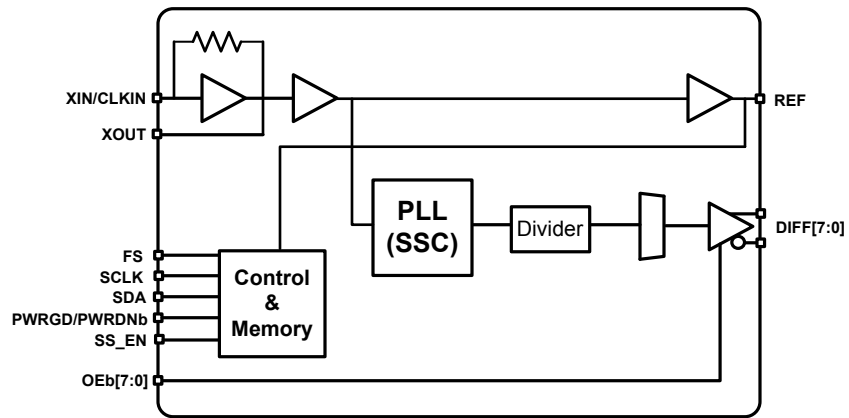 XIN/CLKIN
XOUT
REF
PLL
(SSC)
Divider
DIFF[7:0]
FS
SCLK
SDA
PWRGD/PWRDNb
SS_EN
Control
&
Memory
OEb[7:0]